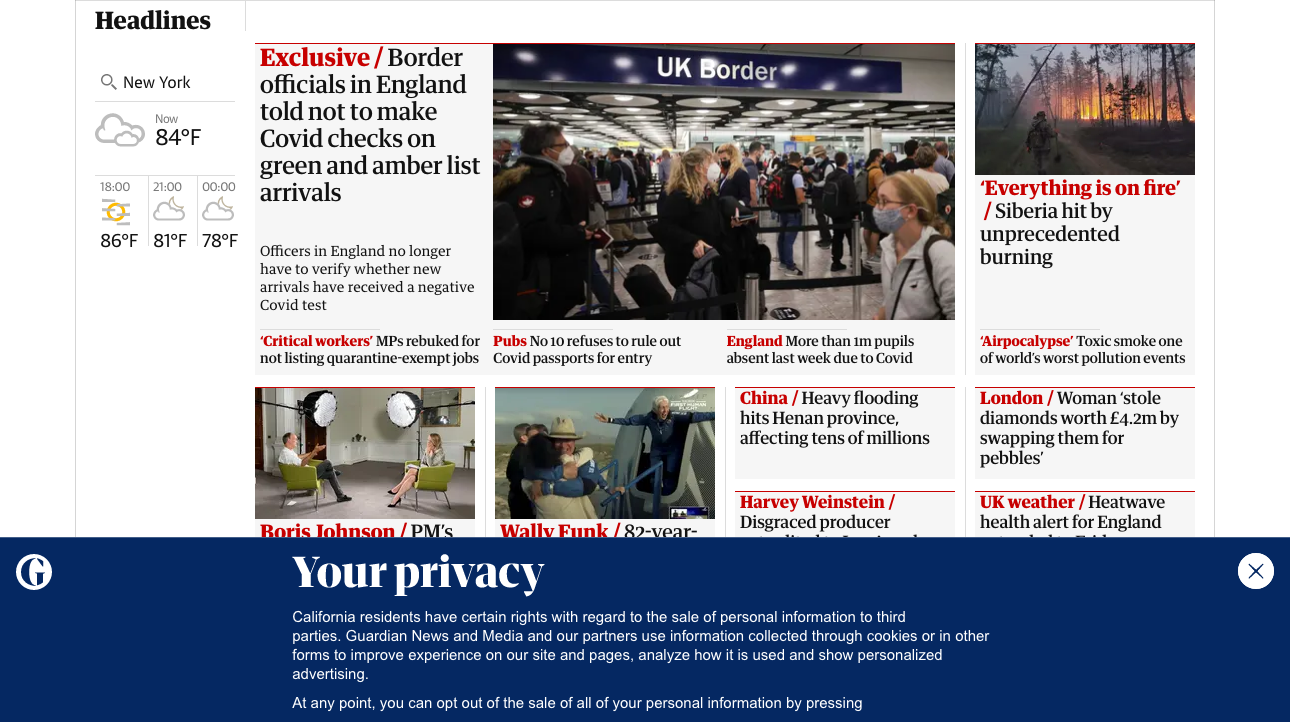 Headlines
New York
Now
84°F
18:00
21:00
00:00
86°F
81°F
78°F
Exclusive / Border
officials in England
told not to make
Covid checks on
green and amber list
arrivals
Officers in England no longer
have to verify whether new
arrivals have received a negative
Covid test
UK Border
‘Everything is on fire’
/ Siberia hit by
unprecedented
burning
‘Critical workers’ MPs rebuked for
not listing quarantine-exempt jobs
Pubs No 10 refuses to rule out
Covid passports for entry
England More than 1m pupils
absent last week due to Covid
‘Airpocalypse’ Toxic smoke one
of world’s worst pollution events
China / Heavy flooding
hits Henan province,
affecting tens of millions
London / Woman ‘stole
diamonds worth £4.2m by
swapping them for
pebbles’
FIRST HUMAN
FLIGHT
Boris Johnson / PM’s
Wally Funk / 82-year-
Harvey Weinstein /
Disgraced producer
UK weather / Heatwave
health alert for England
Your privacy
California residents have certain rights with regard to the sale of personal information to third
parties. Guardian News and Media and our partners use information collected through cookies or in other
forms to improve experience on our site and pages, analyze how it is used and show personalized
advertising.
At any point, you can opt out of the sale of all of your personal information by pressing